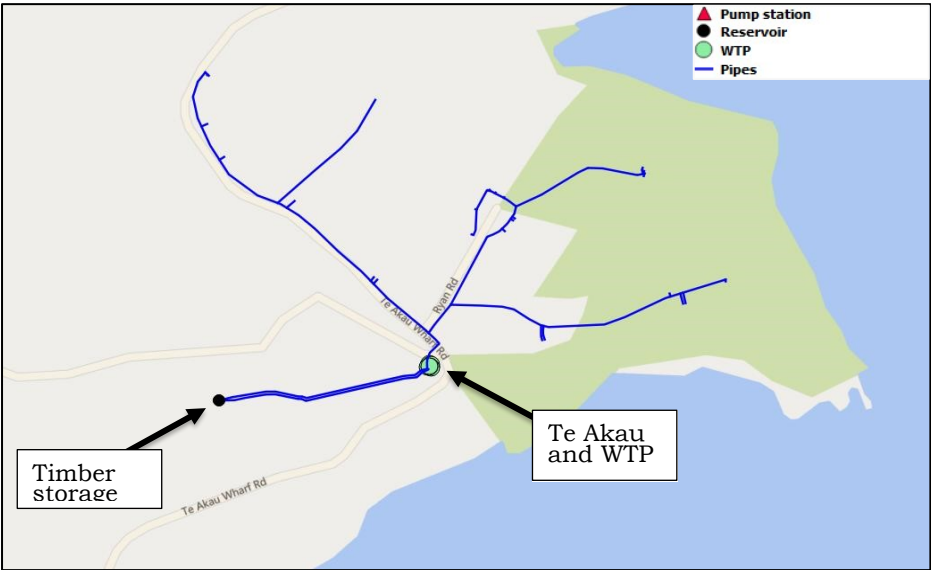 Pump station
Reservoir
WTP
Pipes
Ryan Rd
Te Akau Wharf Rd
Te Akau
and WTP
Timber
storage
Te Akau Wharf Rd